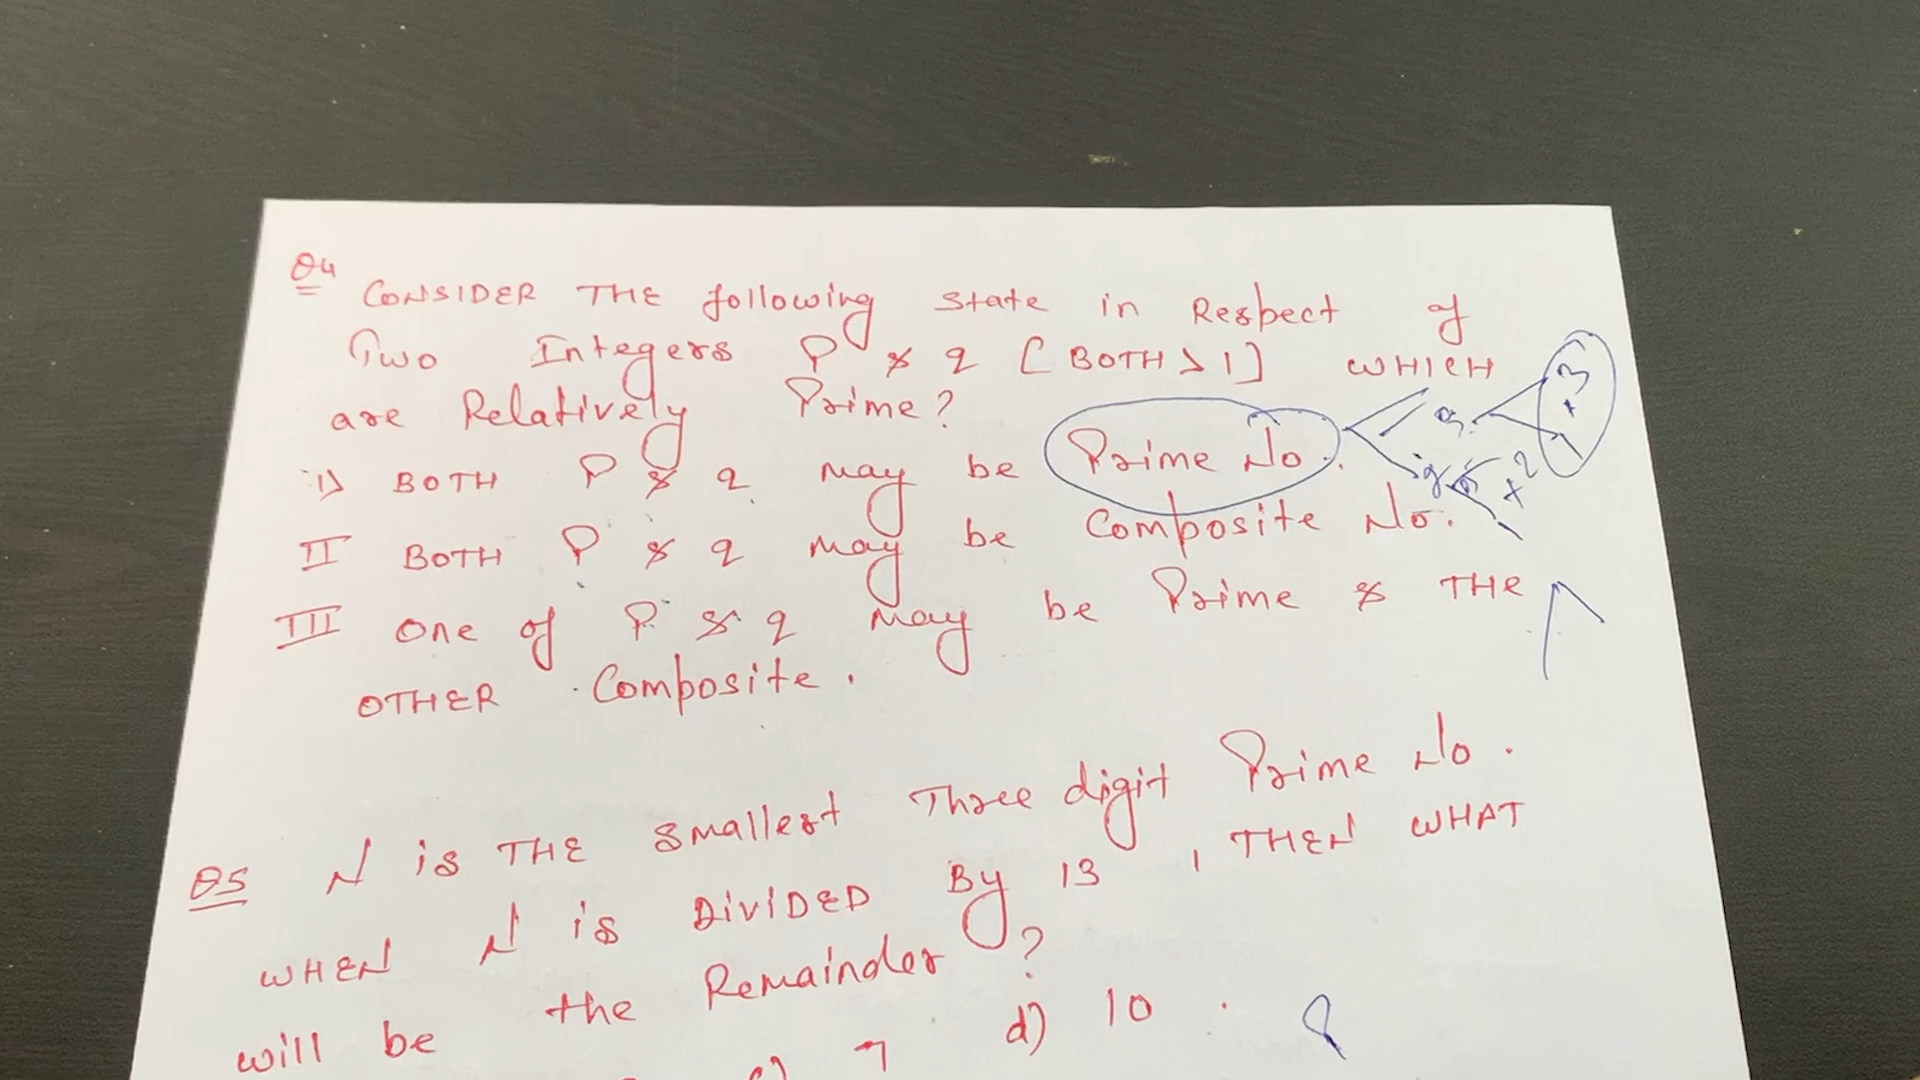 Q4
CONSIDER THE following state in Respect of
Two Integers P & q [BOTH > 1] WHICH
are Relatively Prime?
i) BOTH P & q may be Prime No.
II BOTH P & q may be Composite No.
III One of P & q may be Prime & THE
OTHER Composite.
Q5 N is THE smallest Three digit Prime No.
WHEN N is DIVIDED By 13, THEN WHAT
will be the Remainder?
c) 7 d) 10.